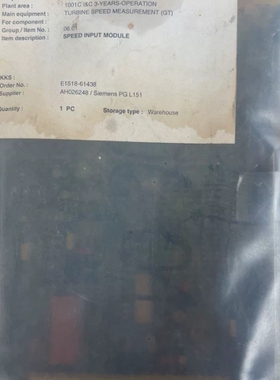 Plant area : 1001C I&C 3-YEARS-OPERATION
Main equipment : TURBINE SPEED MEASUREMENT (GT)
For component :
Group / Item No. : 06.01
Item description : SPEED INPUT MODULE
KKS :
Order No. : E1518-61438
Supplier : AH026248 / Siemens PG L151
Quantity : 1 PC Storage type : Warehouse